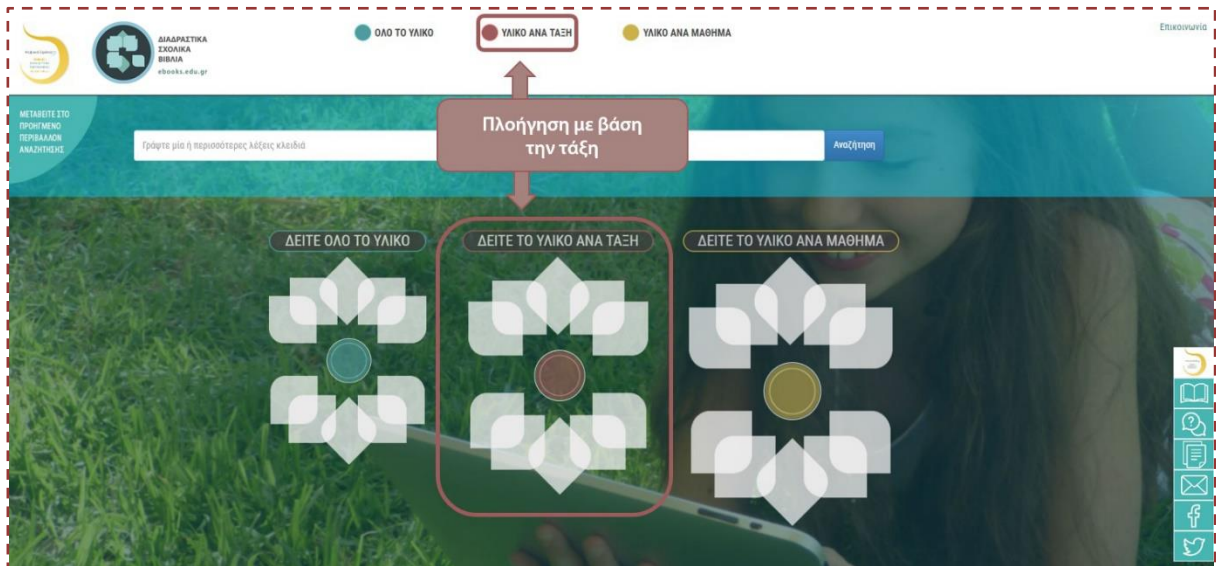 ΔΙΑΔΡΑΣΤΙΚΑ
ΣΧΟΛΙΚΑ
ΒΙΒΛΙΑ
ebooks.edu.gr
ΟΛΟ ΤΟ ΥΛΙΚΟ
ΥΛΙΚΟ ΑΝΑ ΤΑΞΗ
ΥΛΙΚΟ ΑΝΑ ΜΑΘΗΜΑ
Επικοινωνία
ΜΕΤΑΒΕΙΤΕ ΣΤΟ
ΠΡΟΗΓΜΕΝΟ
ΠΕΡΙΒΑΛΛΟΝ
ΑΝΑΖΗΤΗΣΗΣ
Γράψτε μία ή περισσότερες λέξεις κλειδιά
Πλοήγηση με βάση
την τάξη
Αναζήτηση
ΔΕΙΤΕ ΟΛΟ ΤΟ ΥΛΙΚΟ
ΔΕΙΤΕ ΤΟ ΥΛΙΚΟ ΑΝΑ ΤΑΞΗ
ΔΕΙΤΕ ΤΟ ΥΛΙΚΟ ΑΝΑ ΜΑΘΗΜΑ